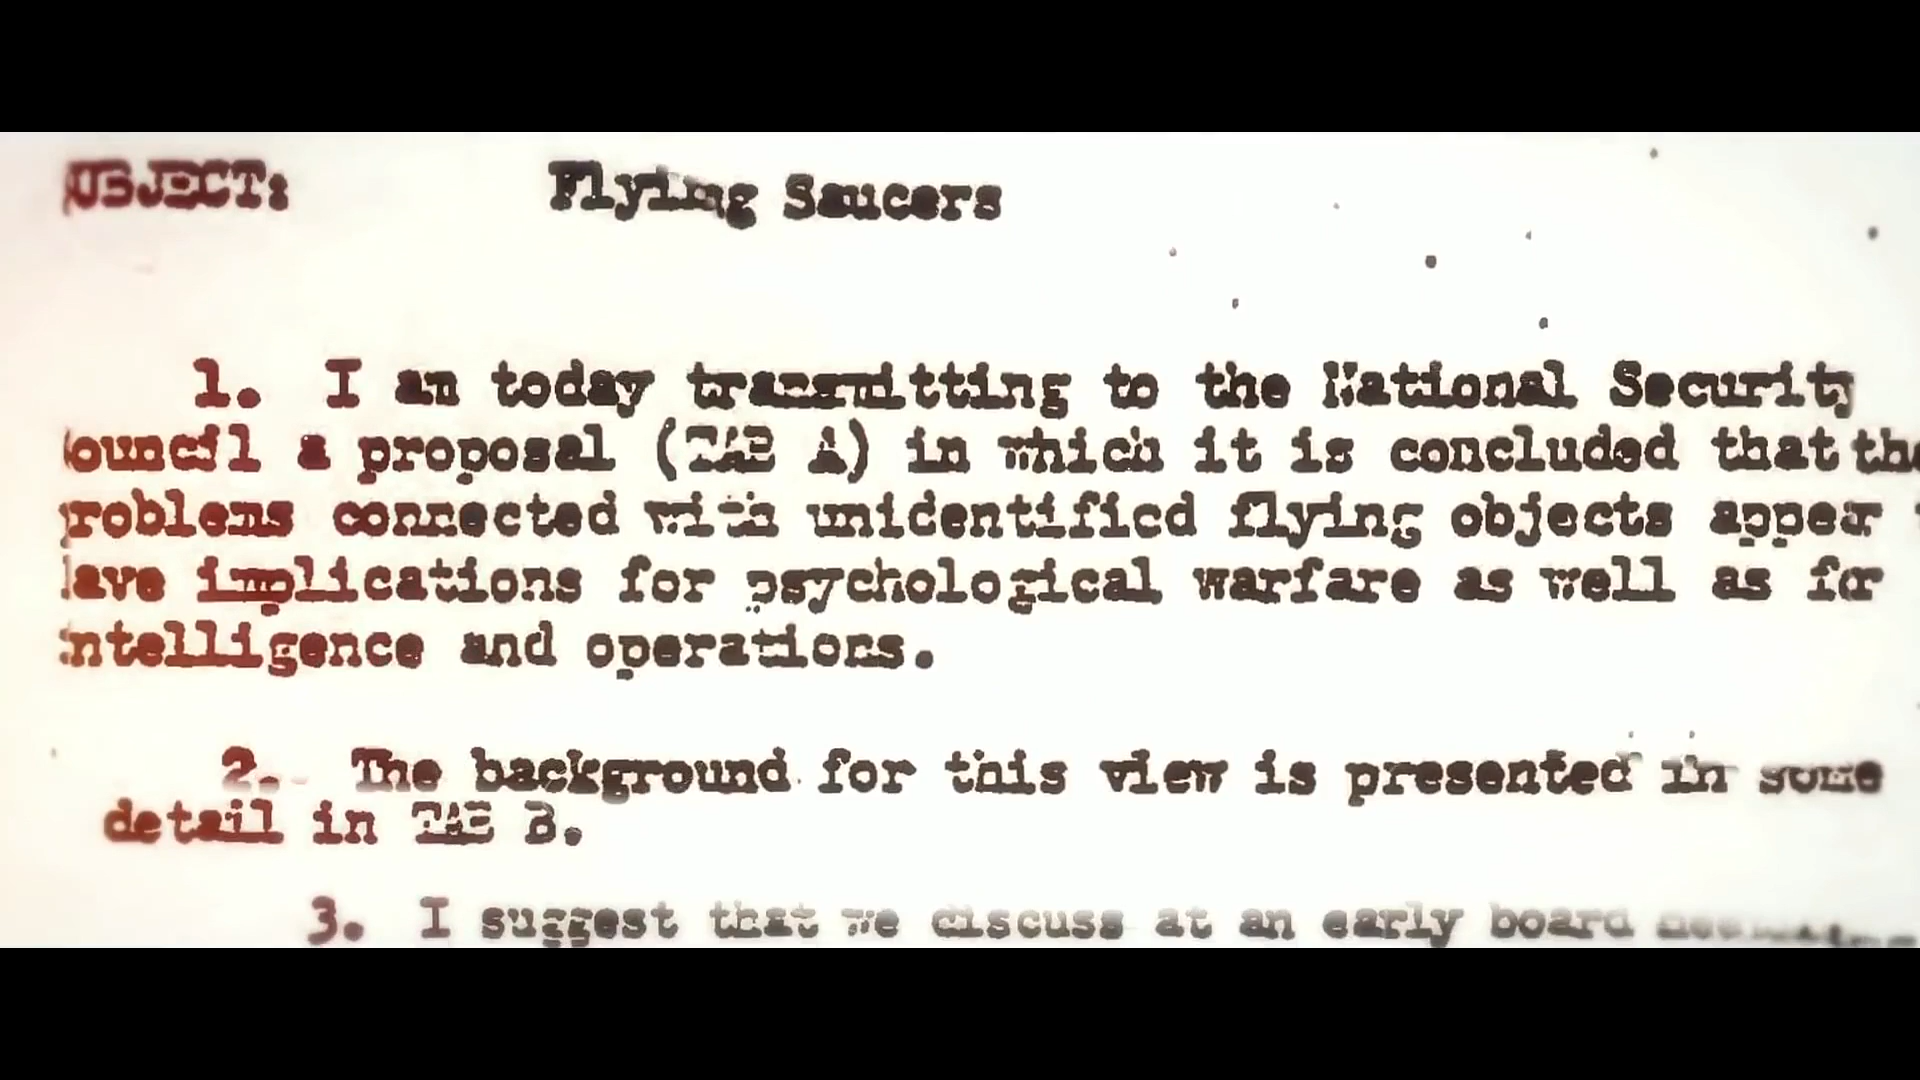 SUBJECT: Flying Saucers
1. I am today transmitting to the National Security
Council a proposal (TAB A) in which it is concluded that the
problems connected with unidentified flying objects appear
have implications for psychological warfare as well as for
intelligence and operations.
2. The background for this view is presented in some
detail in TAB B.
3. I suggest that we discuss at an early board